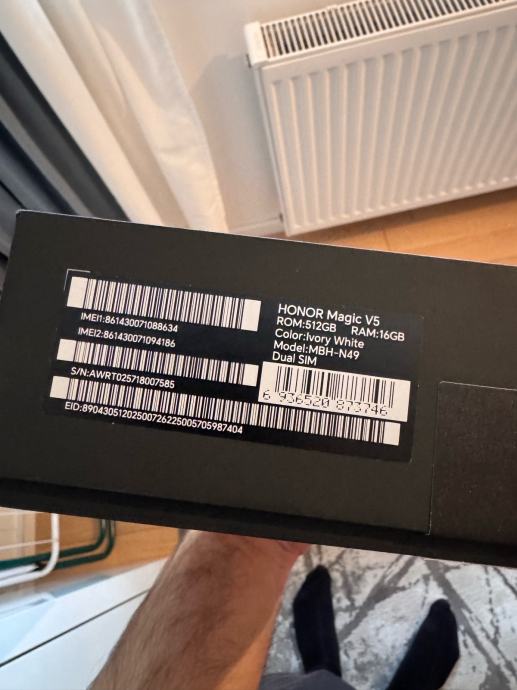 IMEI1:861430071088634
IMEI2:861430071094186
S/N:AWRT025718007585
EID:89043051202500726225005705987404
HONOR Magic V5
ROM:512GB RAM:16GB
Color:Ivory White
Model:MBH-N49
Dual SIM
6 936520 873746